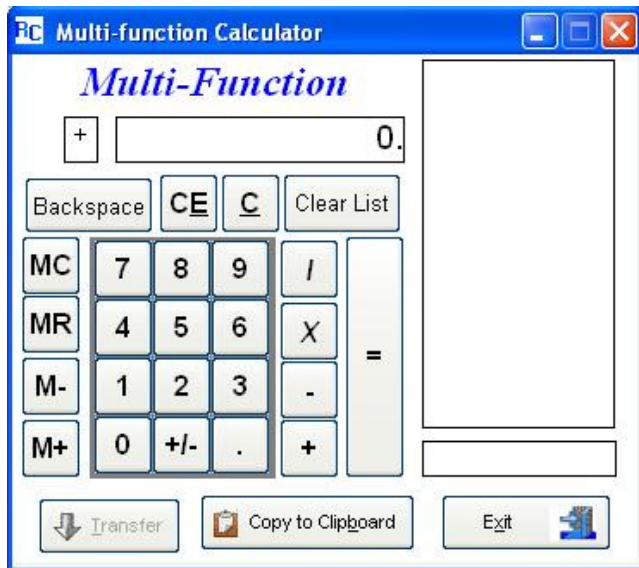 RC Multi-function Calculator
Multi-Function
+ 0.
Backspace CE C Clear List
MC 7 8 9 /
MR 4 5 6 X
=
M- 1 2 3 -
M+ 0 +/- . +
Transfer Copy to Clipboard Exit